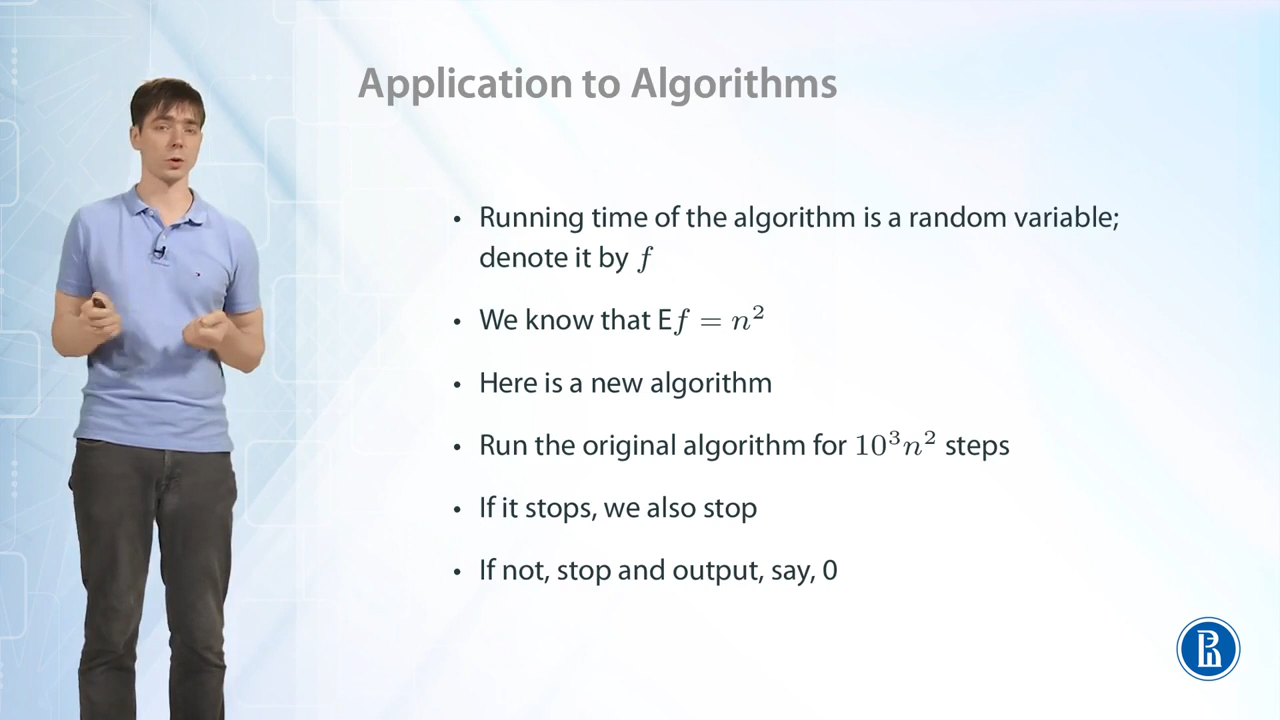 Application to Algorithms
• Running time of the algorithm is a random variable;
denote it by f
• We know that E f = n²
• Here is a new algorithm
• Run the original algorithm for 10³n² steps
• If it stops, we also stop
• If not, stop and output, say, 0